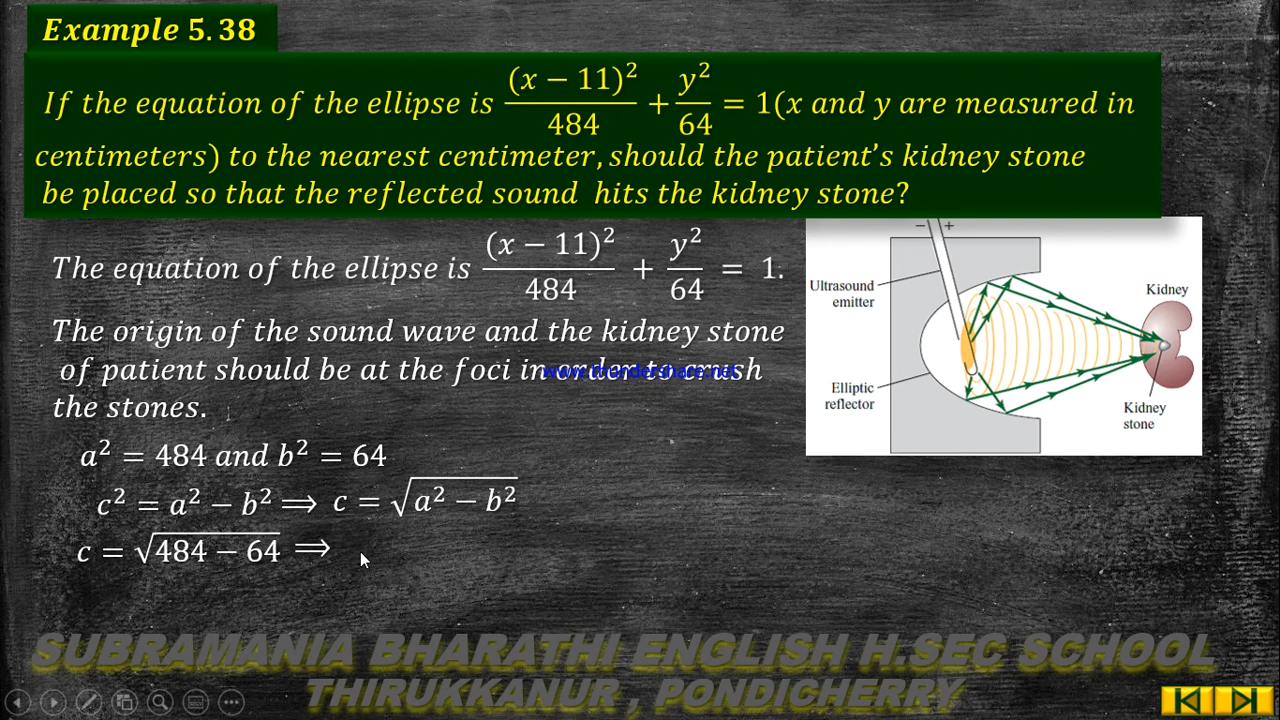 Example 5.38
If the equation of the ellipse is (x − 11)²/484 + y²/64 = 1(x and y are measured in
centimeters) to the nearest centimeter, should the patient's kidney stone
be placed so that the reflected sound hits the kidney stone?
The equation of the ellipse is (x − 11)²/484 + y²/64 = 1.
The origin of the sound wave and the kidney stone
of patient should be at the foci in order to crush
www.thundershare.net
the stones.
a² = 484 and b² = 64
c² = a² − b² ⟹ c = √(a² − b²)
c = √(484 − 64) ⟹
− +
Ultrasound
emitter
Kidney
Elliptic
reflector
Kidney
stone
SUBRAMANIA BHARATHI ENGLISH H.SEC SCHOOL
THIRUKKANUR , PONDICHERRY